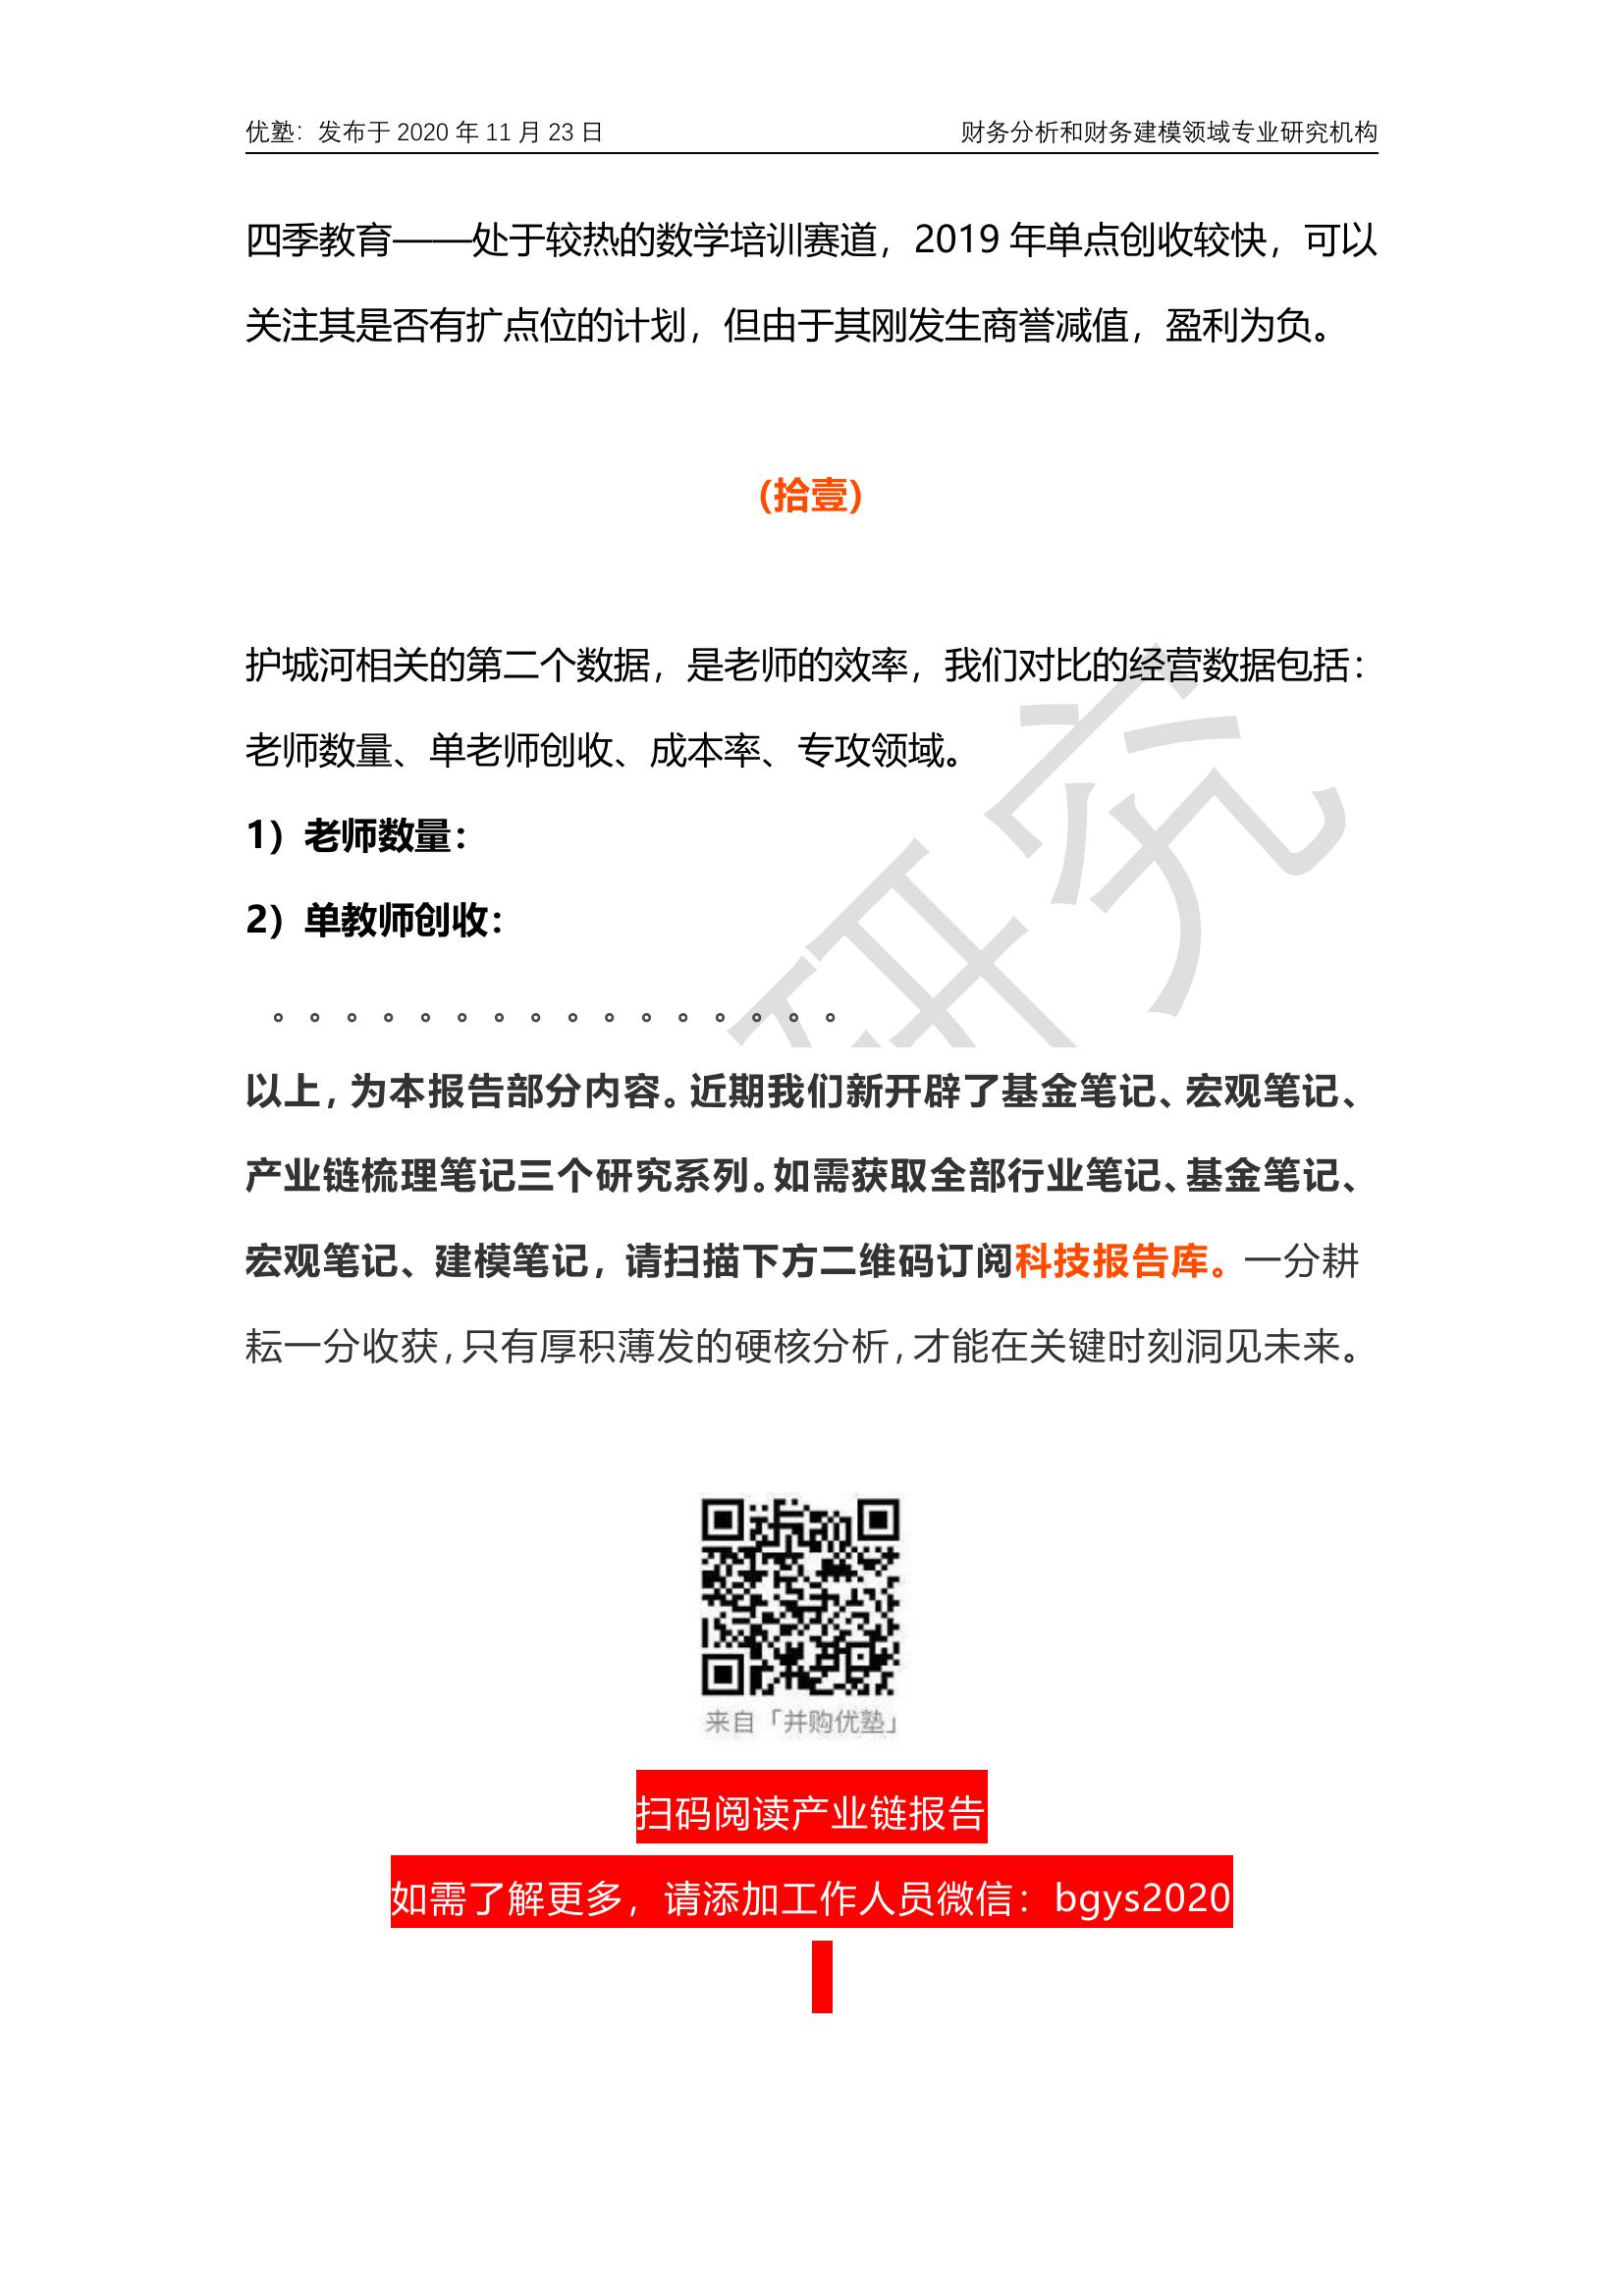 优塾：发布于 2020 年 11 月 23 日 财务分析和财务建模领域专业研究机构
四季教育——处于较热的数学培训赛道，2019 年单点创收较快，可以
关注其是否有扩点位的计划，但由于其刚发生商誉减值，盈利为负。
(拾壹)
护城河相关的第二个数据，是老师的效率，我们对比的经营数据包括：
老师数量、单老师创收、成本率、专攻领域。
1）老师数量：
2）单教师创收：
。。。。。。。。。。。。。。。。
以上，为本报告部分内容。近期我们新开辟了基金笔记、宏观笔记、
产业链梳理笔记三个研究系列。如需获取全部行业笔记、基金笔记、
宏观笔记、建模笔记，请扫描下方二维码订阅科技报告库。一分耕
耘一分收获，只有厚积薄发的硬核分析，才能在关键时刻洞见未来。
来自「并购优塾」
扫码阅读产业链报告
如需了解更多，请添加工作人员微信：bgys2020
研究